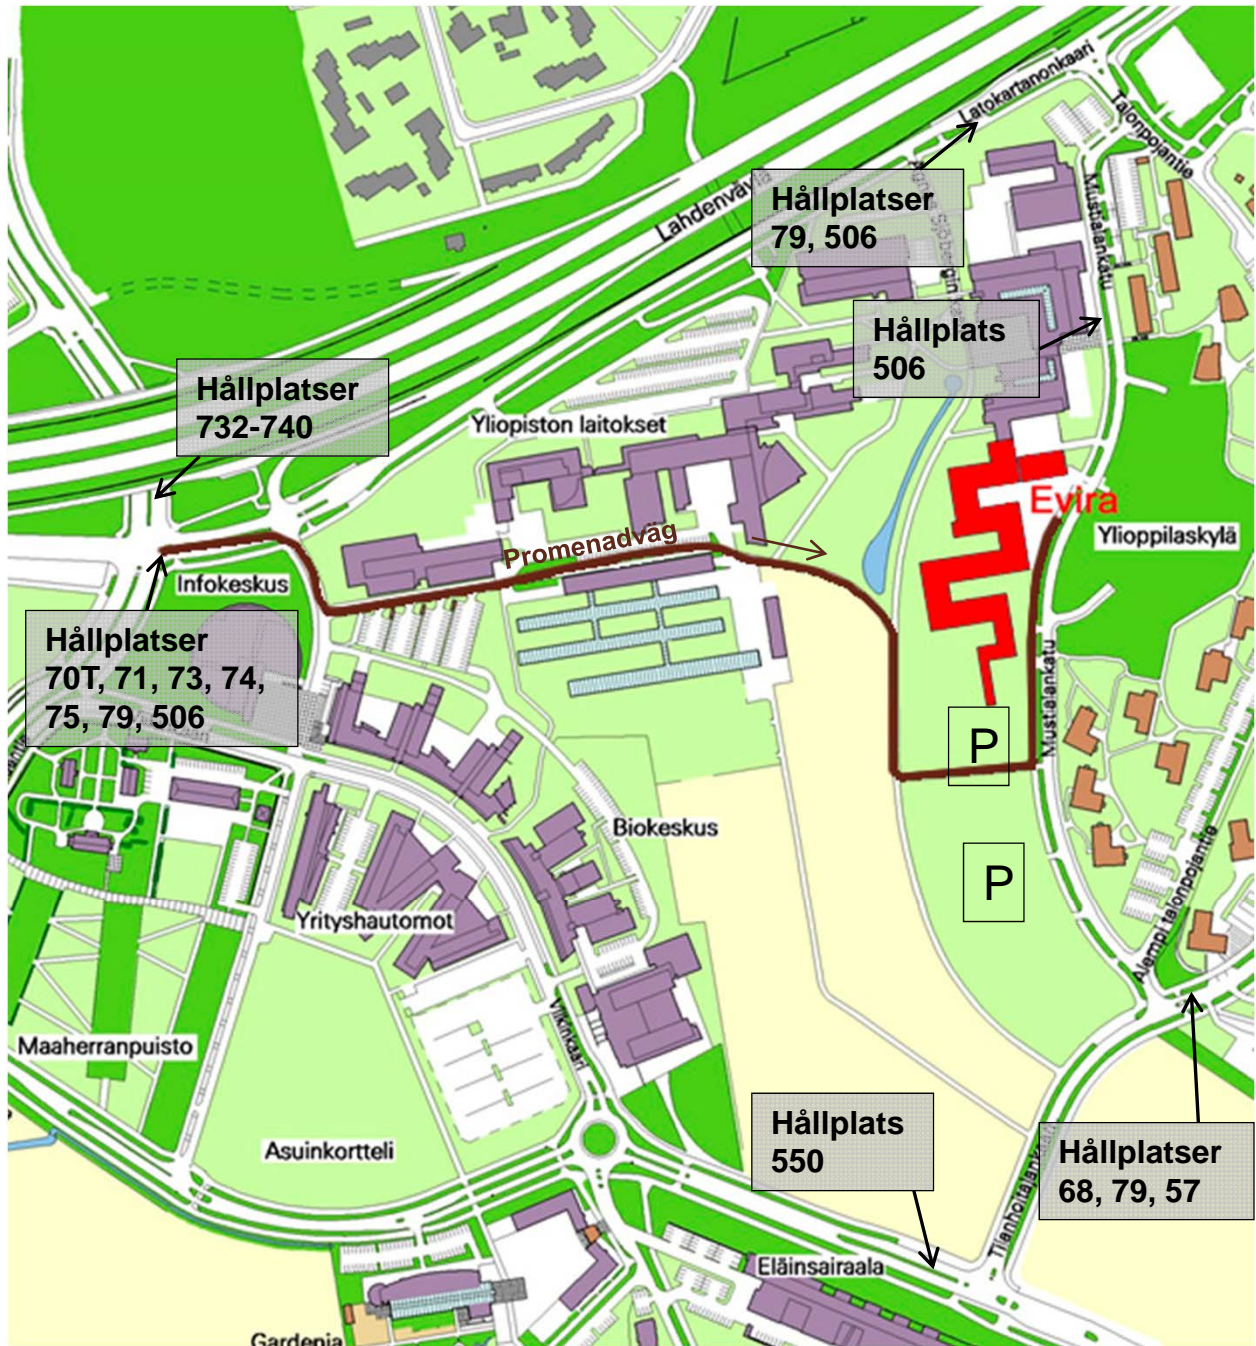 Latokartanonkaari
Talonpojantie
Lahdenväylä
Hållplatser
79, 506
Mustialankatu
Hållplats
506
Hållplatser
732-740
Yliopiston laitokset
Evira
Promenadväg
Ylioppilaskylä
Infokeskus
Hållplatser
70T, 71, 73, 74,
75, 79, 506
Mustialankatu
P
Biokeskus
P
Yrityshautomot
Alempi talonpojantie
Viikinkaari
Maaherranpuisto
Hållplats
550
Asuinkortteli
Hållplatser
68, 79, 57
Tilanhoitajankaari
Eläinsairaala
Gardenia